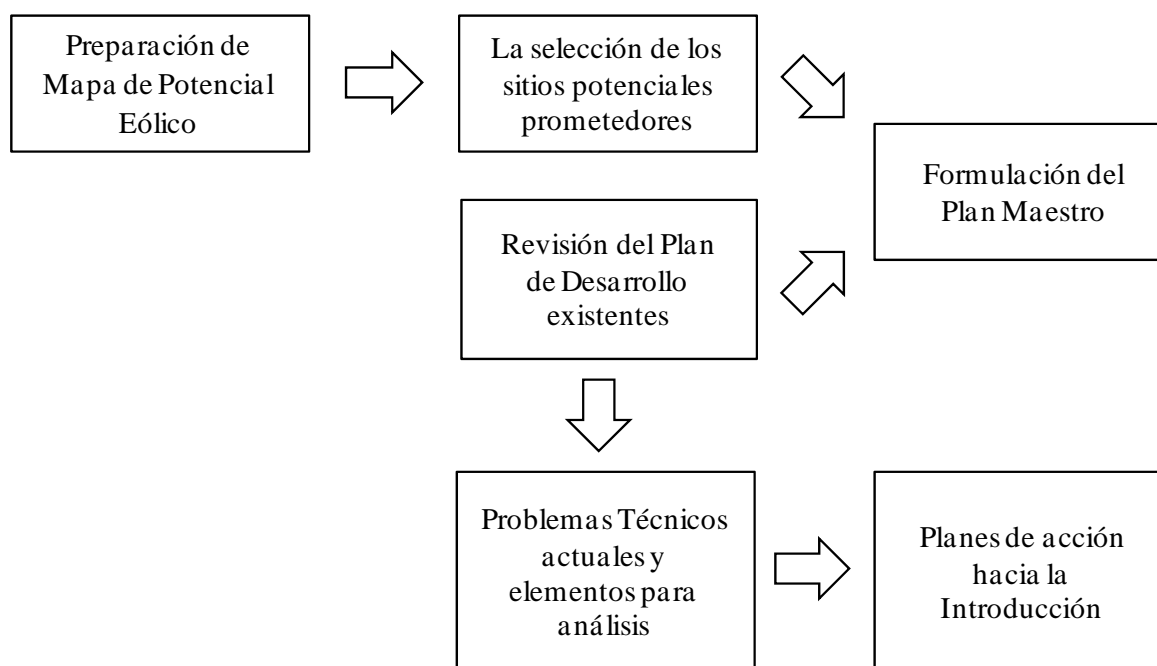 Preparación de
Mapa de Potencial
Eólico
La selección de los
sitios potenciales
prometedores
Formulación del
Plan Maestro
Revisión del Plan
de Desarrollo
existentes
Problemas Técnicos
actuales y
elementos para
análisis
Planes de acción
hacia la
Introducción